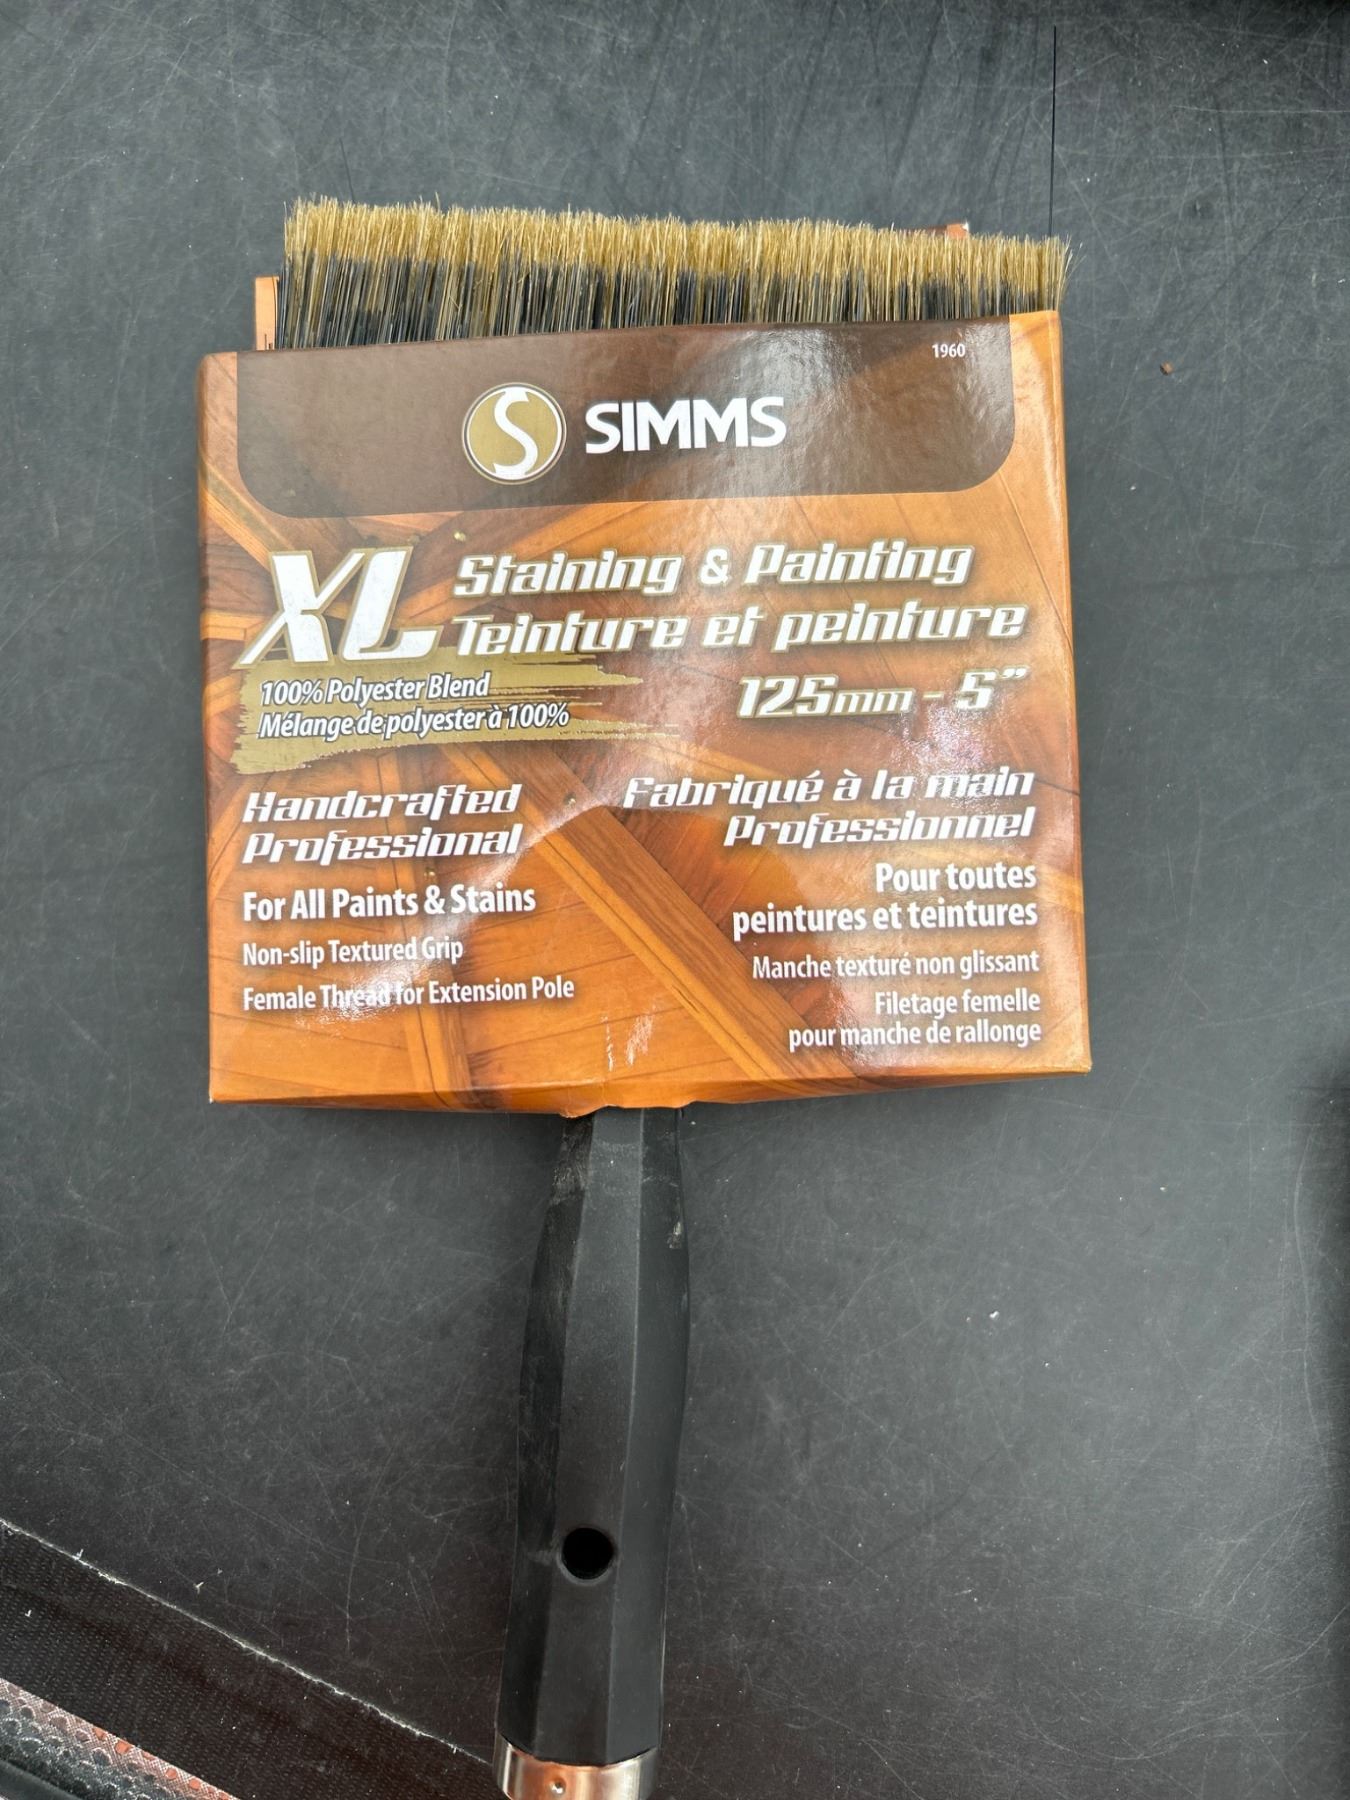 1960
SIMMS
XL
Staining & Painting
Teinture et peinture
100% Polyester Blend
Mélange de polyester à 100%
125mm - 5"
Handcrafted
Professional
Fabriqué à la main
Professionnel
For All Paints & Stains
Non-slip Textured Grip
Female Thread for Extension Pole
Pour toutes
peintures et teintures
Manche texturé non glissant
Filetage femelle
pour manche de rallonge